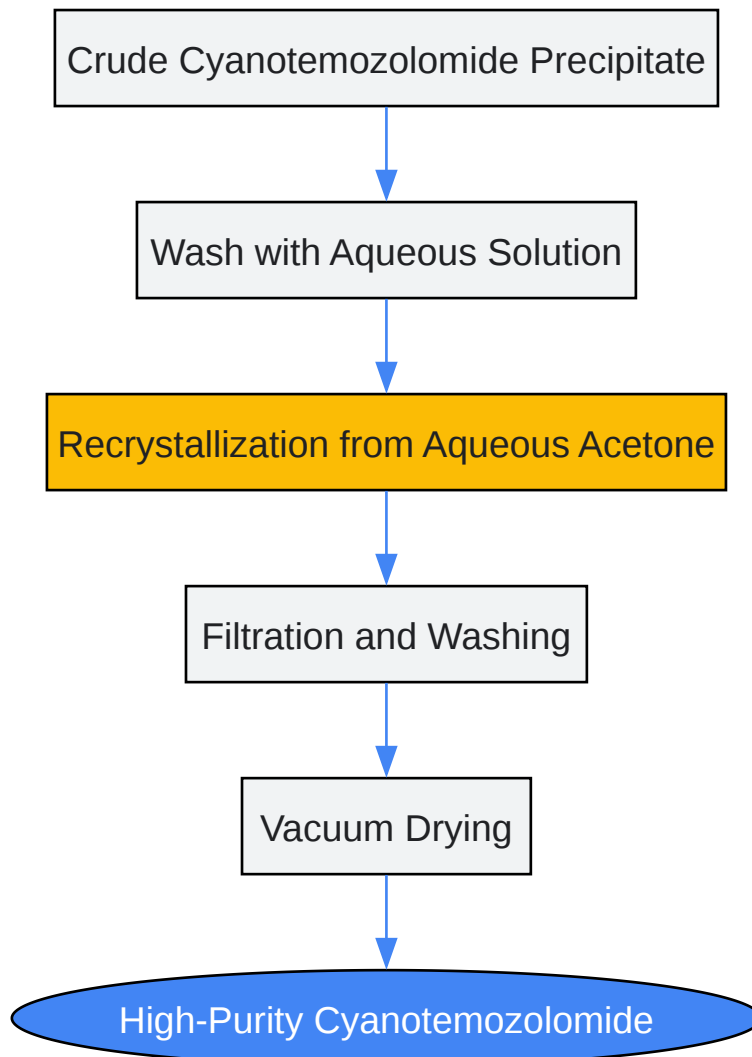 Crude Cyanotemozolomide Precipitate
Wash with Aqueous Solution
Recrystallization from Aqueous Acetone
Filtration and Washing
Vacuum Drying
High-Purity Cyanotemozolomide